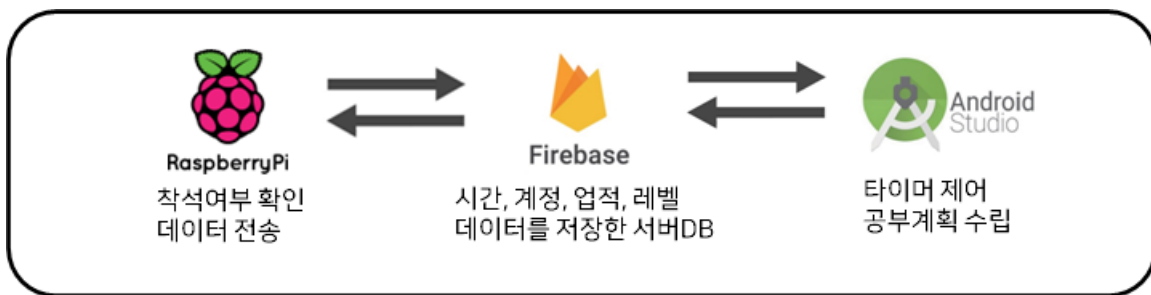 RaspberryPi
착석여부 확인
데이터 전송
Firebase
시간, 계정, 업적, 레벨
데이터를 저장한 서버DB
Android
Studio
타이머 제어
공부계획 수립